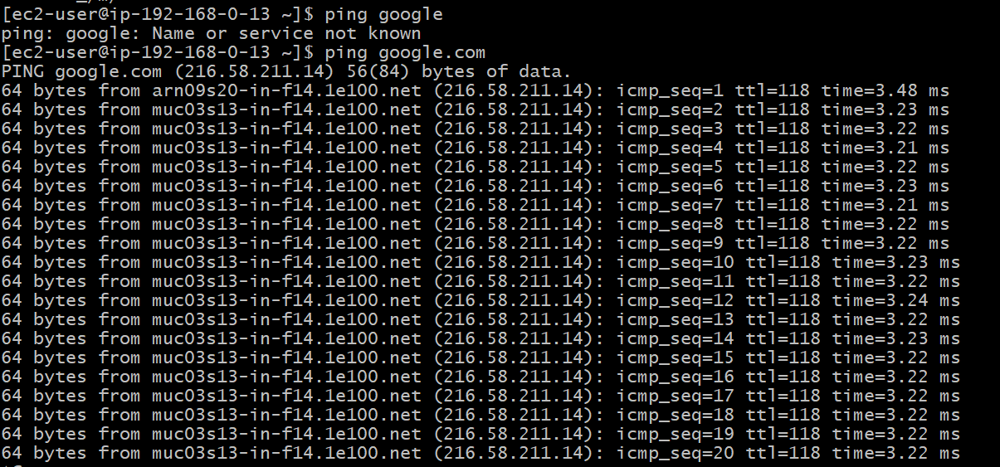 [ec2-user@ip-192-168-0-13 ~]$ ping google
ping: google: Name or service not known
[ec2-user@ip-192-168-0-13 ~]$ ping google.com
PING google.com (216.58.211.14) 56(84) bytes of data.
64 bytes from arn09s20-in-f14.1e100.net (216.58.211.14): icmp_seq=1 ttl=118 time=3.48 ms
64 bytes from muc03s13-in-f14.1e100.net (216.58.211.14): icmp_seq=2 ttl=118 time=3.23 ms
64 bytes from muc03s13-in-f14.1e100.net (216.58.211.14): icmp_seq=3 ttl=118 time=3.22 ms
64 bytes from muc03s13-in-f14.1e100.net (216.58.211.14): icmp_seq=4 ttl=118 time=3.21 ms
64 bytes from muc03s13-in-f14.1e100.net (216.58.211.14): icmp_seq=5 ttl=118 time=3.22 ms
64 bytes from muc03s13-in-f14.1e100.net (216.58.211.14): icmp_seq=6 ttl=118 time=3.23 ms
64 bytes from muc03s13-in-f14.1e100.net (216.58.211.14): icmp_seq=7 ttl=118 time=3.21 ms
64 bytes from muc03s13-in-f14.1e100.net (216.58.211.14): icmp_seq=8 ttl=118 time=3.22 ms
64 bytes from muc03s13-in-f14.1e100.net (216.58.211.14): icmp_seq=9 ttl=118 time=3.22 ms
64 bytes from muc03s13-in-f14.1e100.net (216.58.211.14): icmp_seq=10 ttl=118 time=3.23 ms
64 bytes from muc03s13-in-f14.1e100.net (216.58.211.14): icmp_seq=11 ttl=118 time=3.22 ms
64 bytes from muc03s13-in-f14.1e100.net (216.58.211.14): icmp_seq=12 ttl=118 time=3.24 ms
64 bytes from muc03s13-in-f14.1e100.net (216.58.211.14): icmp_seq=13 ttl=118 time=3.22 ms
64 bytes from muc03s13-in-f14.1e100.net (216.58.211.14): icmp_seq=14 ttl=118 time=3.23 ms
64 bytes from muc03s13-in-f14.1e100.net (216.58.211.14): icmp_seq=15 ttl=118 time=3.22 ms
64 bytes from muc03s13-in-f14.1e100.net (216.58.211.14): icmp_seq=16 ttl=118 time=3.22 ms
64 bytes from muc03s13-in-f14.1e100.net (216.58.211.14): icmp_seq=17 ttl=118 time=3.22 ms
64 bytes from muc03s13-in-f14.1e100.net (216.58.211.14): icmp_seq=18 ttl=118 time=3.22 ms
64 bytes from muc03s13-in-f14.1e100.net (216.58.211.14): icmp_seq=19 ttl=118 time=3.22 ms
64 bytes from muc03s13-in-f14.1e100.net (216.58.211.14): icmp_seq=20 ttl=118 time=3.22 ms